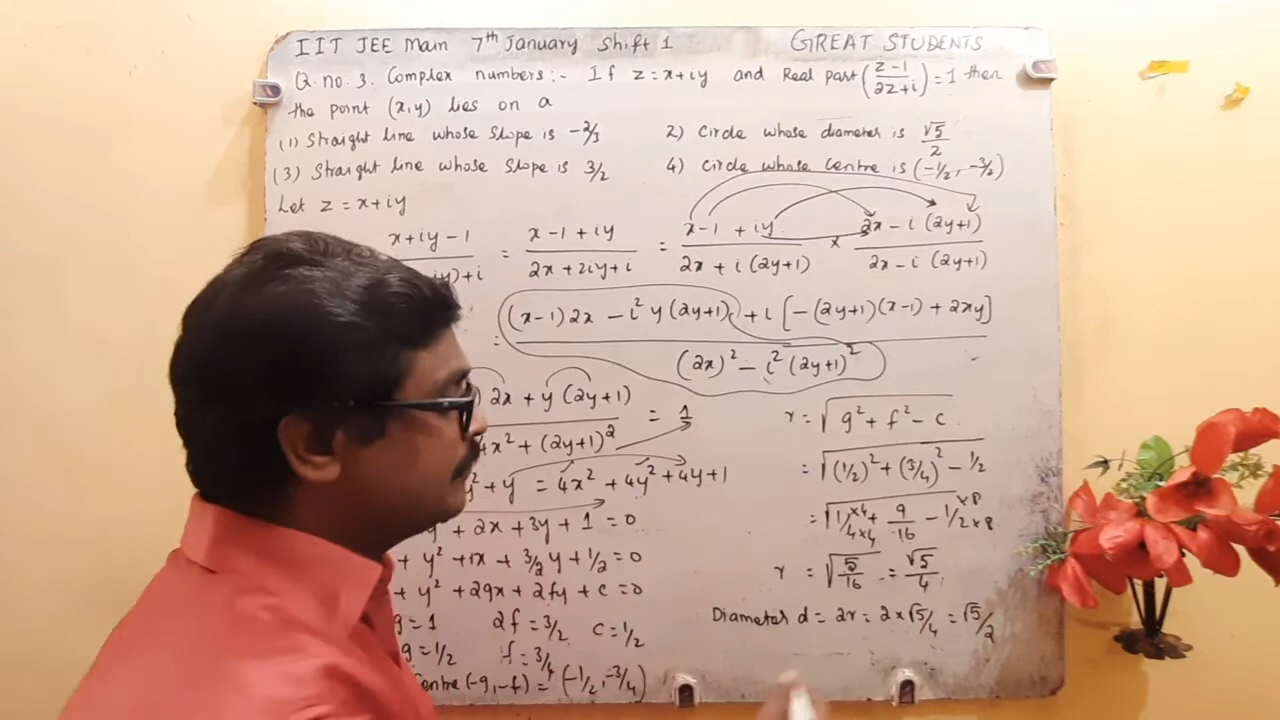 IIT JEE Main 7th January Shift 1 GREAT STUDENTS
Q. no. 3. Complex numbers:- If z = x+iy and Real part ((z-1)/(2z+i)) = 1 then
the point (x,y) lies on a
(1) Straight line whose slope is -2/3 2) Circle whose diameter is √5/2
(3) Straight line whose slope is 3/2 4) Circle whose Centre is (-1/2, -3/2)
Let z = x+iy
x+iy-1 / iy)+i = x-1+iy / 2x+2iy+i = x-1+iy / 2x+i(2y+1) × 2x-i(2y+1) / 2x-i(2y+1)
= (x-1)2x - i² y(2y+1) + i [-(2y+1)(x-1) + 2xy] / (2x)² - i²(2y+1)²
2x + y(2y+1) / 4x² + (2y+1)² = 1
y² + y = 4x² + 4y² + 4y + 1
+ 2x + 3y + 1 = 0
+ y² + 1x + 3/2 y + 1/2 = 0
+ y² + 2gx + 2fy + c = 0
g = 1 2f = 3/2 c = 1/2
g = 1/2 f = 3/4
Centre (-g, -f) = (-1/2, -3/4)
r = √(g² + f² - c)
= √((1/2)² + (3/4)² - 1/2)
= √(1/4 ×4 ×4 + 9/16 - 1/2 ×8 ×8)
r = √(5/16) = √5/4
Diameter d = 2r = 2×√5/4 = √5/2